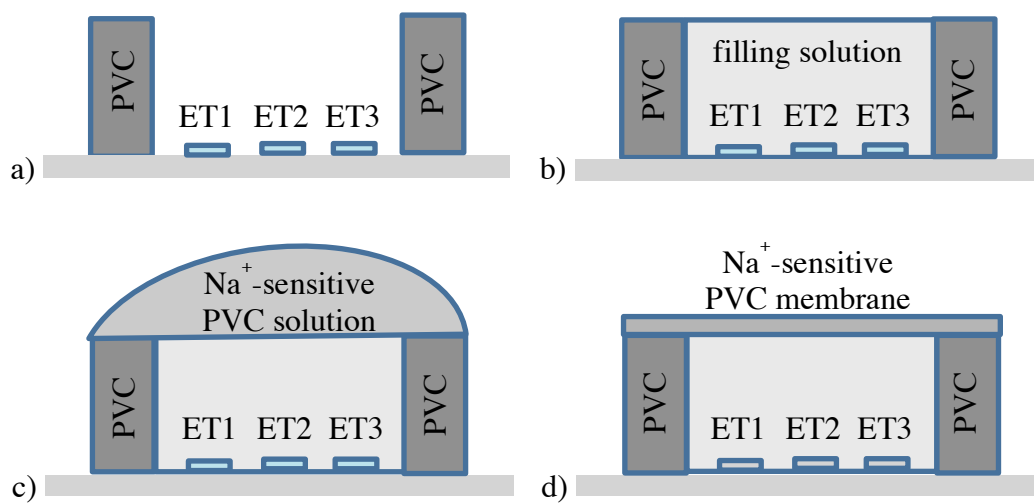 PVC
ET1 ET2 ET3
PVC
a)
filling solution
PVC
ET1 ET2 ET3
PVC
b)
Na+-sensitive
PVC solution
PVC
ET1 ET2 ET3
PVC
c)
Na+-sensitive
PVC membrane
PVC
ET1 ET2 ET3
PVC
d)